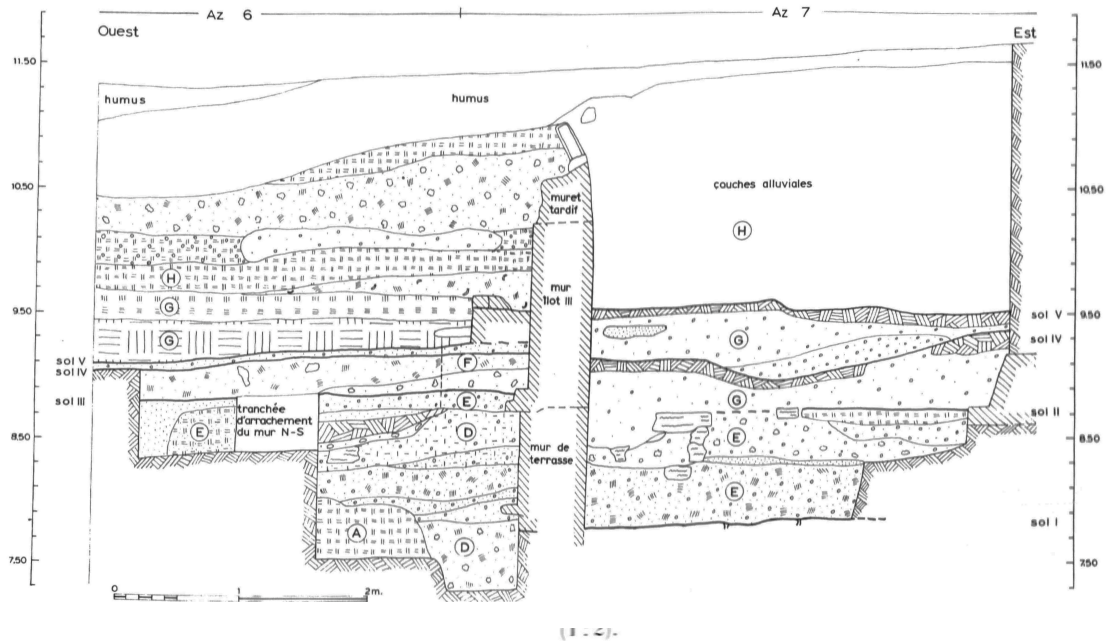 Az 6
Az 7
Ouest
Est
11.50
11.50
humus
humus
10.50
muret
tardif
couches alluviales
10.50
H
H
mur
îlot III
G
9.50
sol V
9.50
sol IV
G
G
sol V
F
sol IV
G
sol III
E
tranchée
d'arrachement
du mur N-S
sol II
E
D
E
8.50
8.50
mur de
terrasse
E
A
D
sol I
7.50
7.50
0
1
2m.